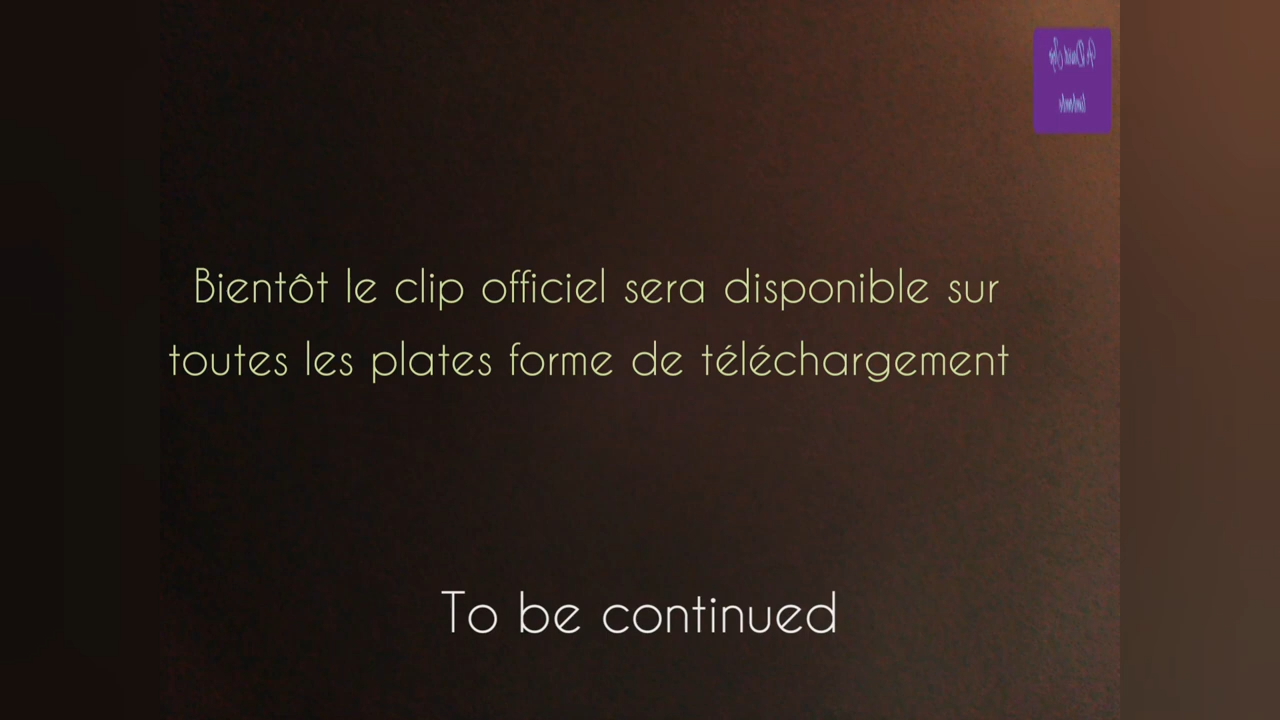 Bientôt le clip officiel sera disponible sur
toutes les plates forme de téléchargement
To be continued